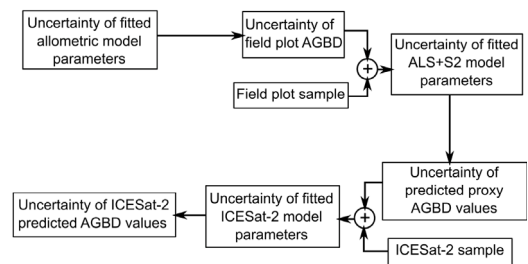 Uncertainty of fitted
allometric model
parameters
Uncertainty of
field plot AGBD
Field plot sample
+
Uncertainty of fitted
ALS+S2 model
parameters
Uncertainty of
predicted proxy
AGBD values
ICESat-2 sample
+
Uncertainty of fitted
ICESat-2 model
parameters
Uncertainty of ICESat-2
predicted AGBD values